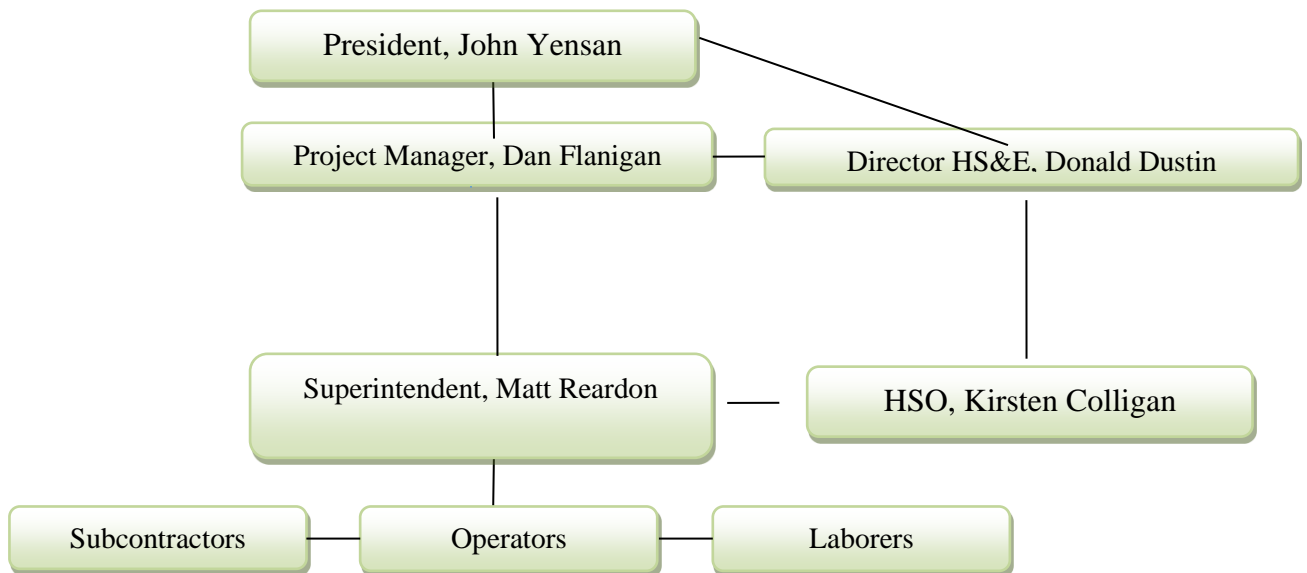 President, John Yensan
Project Manager, Dan Flanigan
Director HS&E, Donald Dustin
Superintendent, Matt Reardon
HSO, Kirsten Colligan
Subcontractors
Operators
Laborers